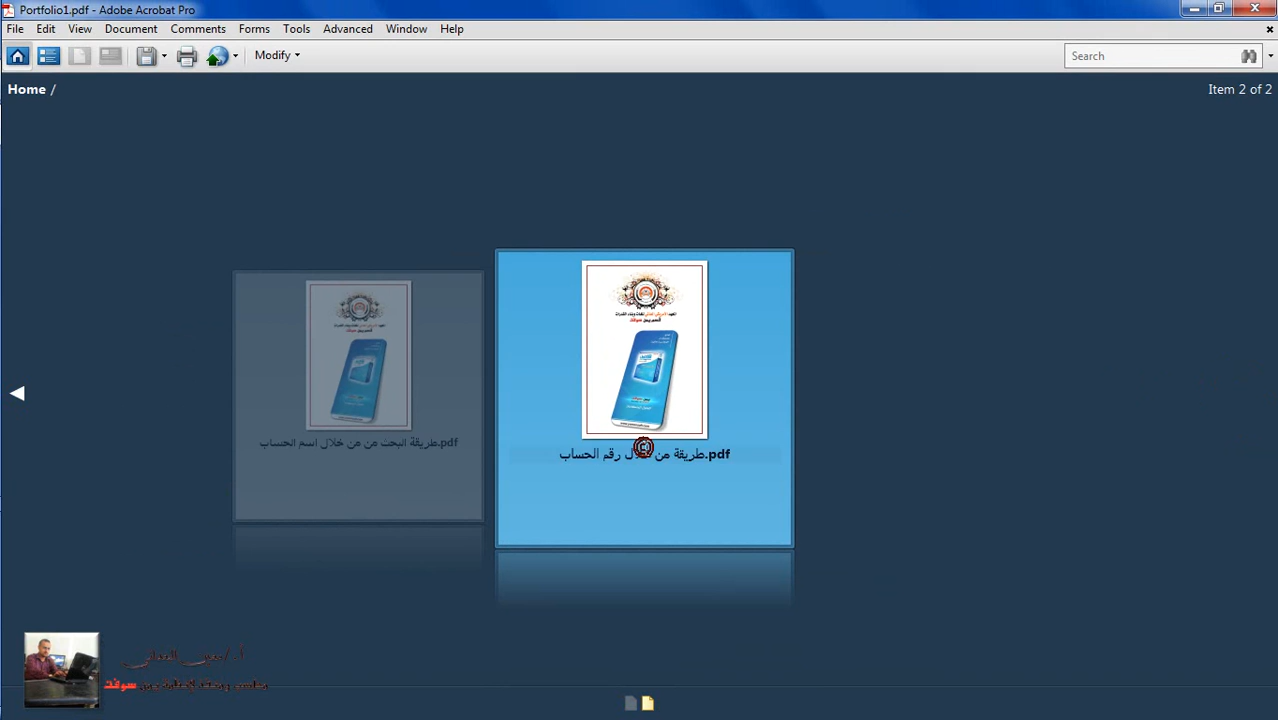 Portfolio1.pdf - Adobe Acrobat Pro
File Edit View Document Comments Forms Tools Advanced Window Help
Modify
Search
Home /
Item 2 of 2
طريقة البحث من من خلال اسم الحساب.pdf
طريقة من خلال رقم الحساب.pdf
سوفت